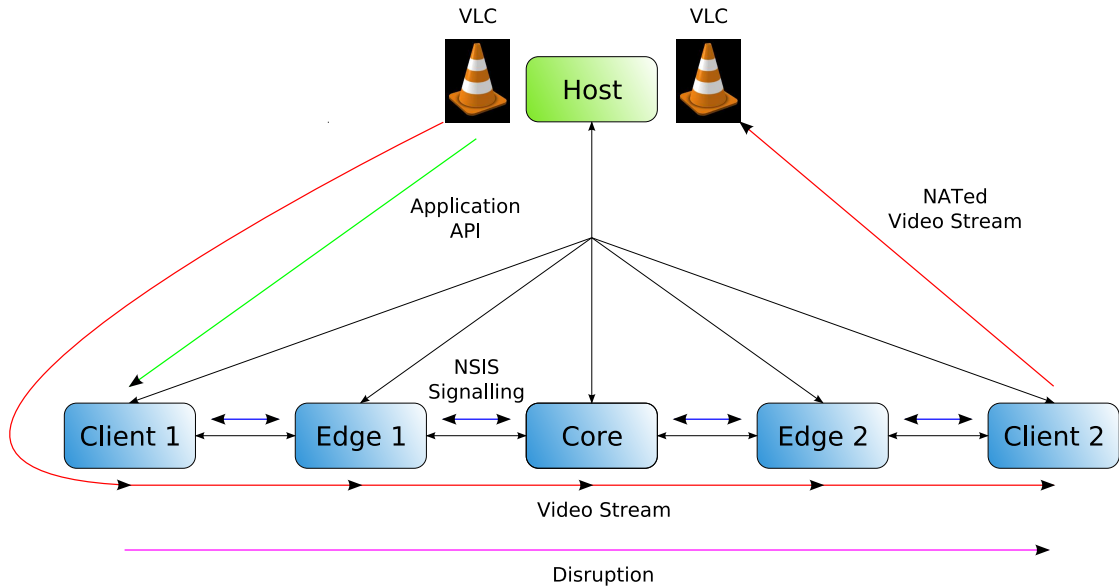 VLC
VLC
Host
Application
API
NATed
Video Stream
NSIS
Signalling
Client 1
Edge 1
Core
Edge 2
Client 2
Video Stream
Disruption